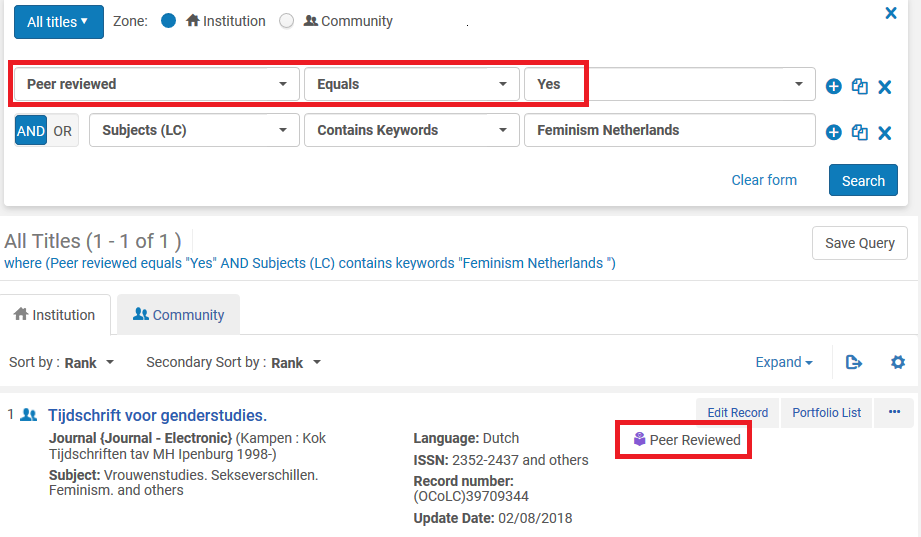 All titles Zone: Institution Community .
Peer reviewed Equals Yes
AND OR Subjects (LC) Contains Keywords Feminism Netherlands
Clear form Search
All Titles (1 - 1 of 1 ) Save Query
where (Peer reviewed equals "Yes" AND Subjects (LC) contains keywords "Feminism Netherlands ")
Institution Community
Sort by : Rank Secondary Sort by : Rank Expand
1 Tijdschrift voor genderstudies. Edit Record Portfolio List ...
Journal {Journal - Electronic} (Kampen : Kok
Tijdschriften tav MH Ipenburg 1998-)
Subject: Vrouwenstudies. Sekseverschillen.
Feminism. and others
Language: Dutch
ISSN: 2352-2437 and others
Record number:
(OCoLC)39709344
Update Date: 02/08/2018
Peer Reviewed